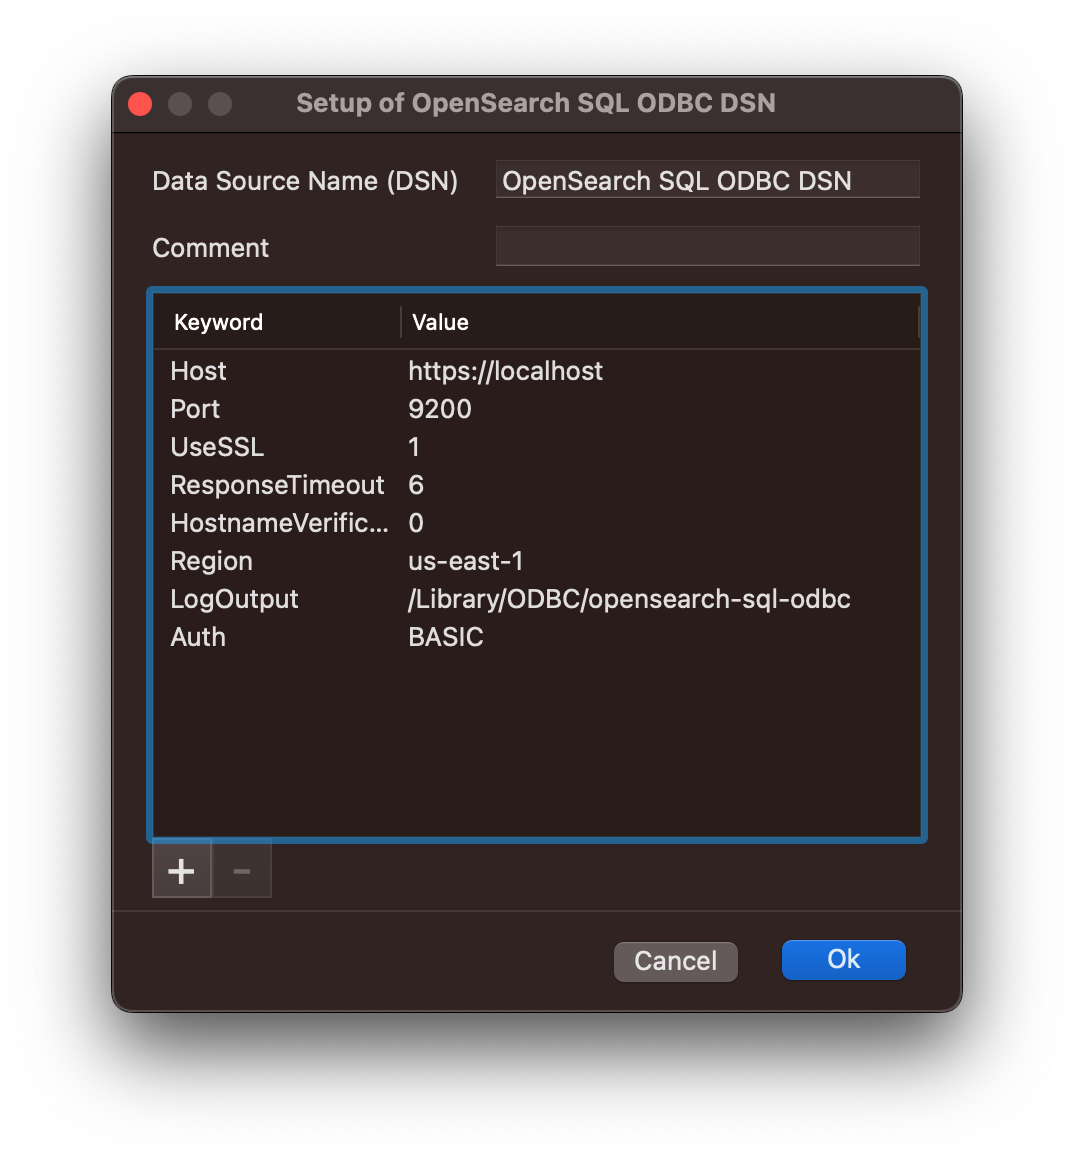 Setup of OpenSearch SQL ODBC DSN
Data Source Name (DSN) OpenSearch SQL ODBC DSN
Comment
Keyword Value
Host https://localhost
Port 9200
UseSSL 1
ResponseTimeout 6
HostnameVerific... 0
Region us-east-1
LogOutput /Library/ODBC/opensearch-sql-odbc
Auth BASIC
+ −
Cancel Ok